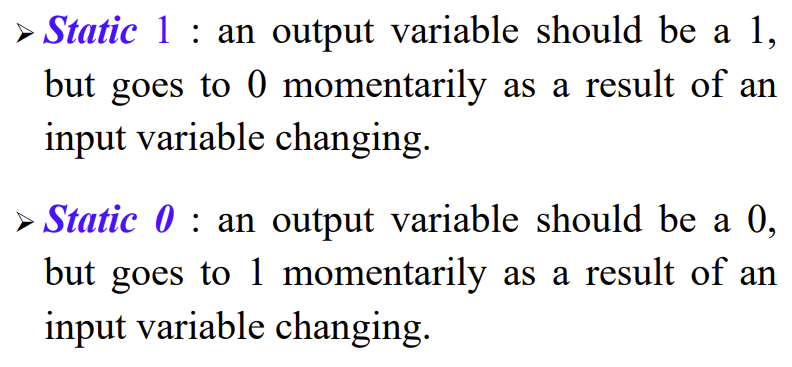 ➢ Static 1 : an output variable should be a 1,
but goes to 0 momentarily as a result of an
input variable changing.
➢ Static 0 : an output variable should be a 0,
but goes to 1 momentarily as a result of an
input variable changing.